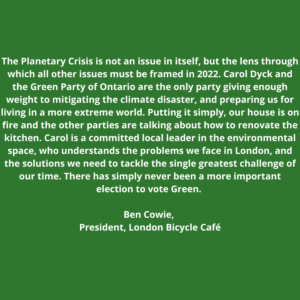 The Planetary Crisis is not an issue in itself, but the lens through
which all other issues must be framed in 2022. Carol Dyck and
the Green Party of Ontario are the only party giving enough
weight to mitigating the climate disaster, and preparing us for
living in a more extreme world. Putting it simply, our house is on
fire and the other parties are talking about how to renovate the
kitchen. Carol is a committed local leader in the environmental
space, who understands the problems we face in London, and
the solutions we need to tackle the single greatest challenge of
our time. There has simply never been a more important
election to vote Green.
Ben Cowie,
President, London Bicycle Café